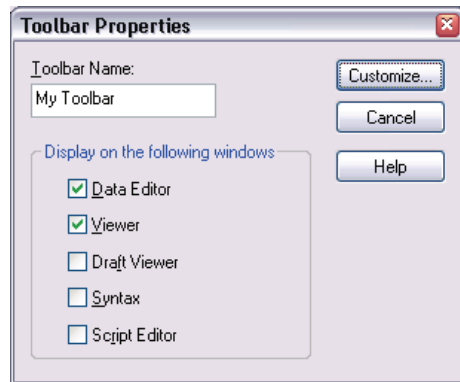 Toolbar Properties
Toolbar Name:
My Toolbar
Customize...
Cancel
Help
Display on the following windows
Data Editor
Viewer
Draft Viewer
Syntax
Script Editor